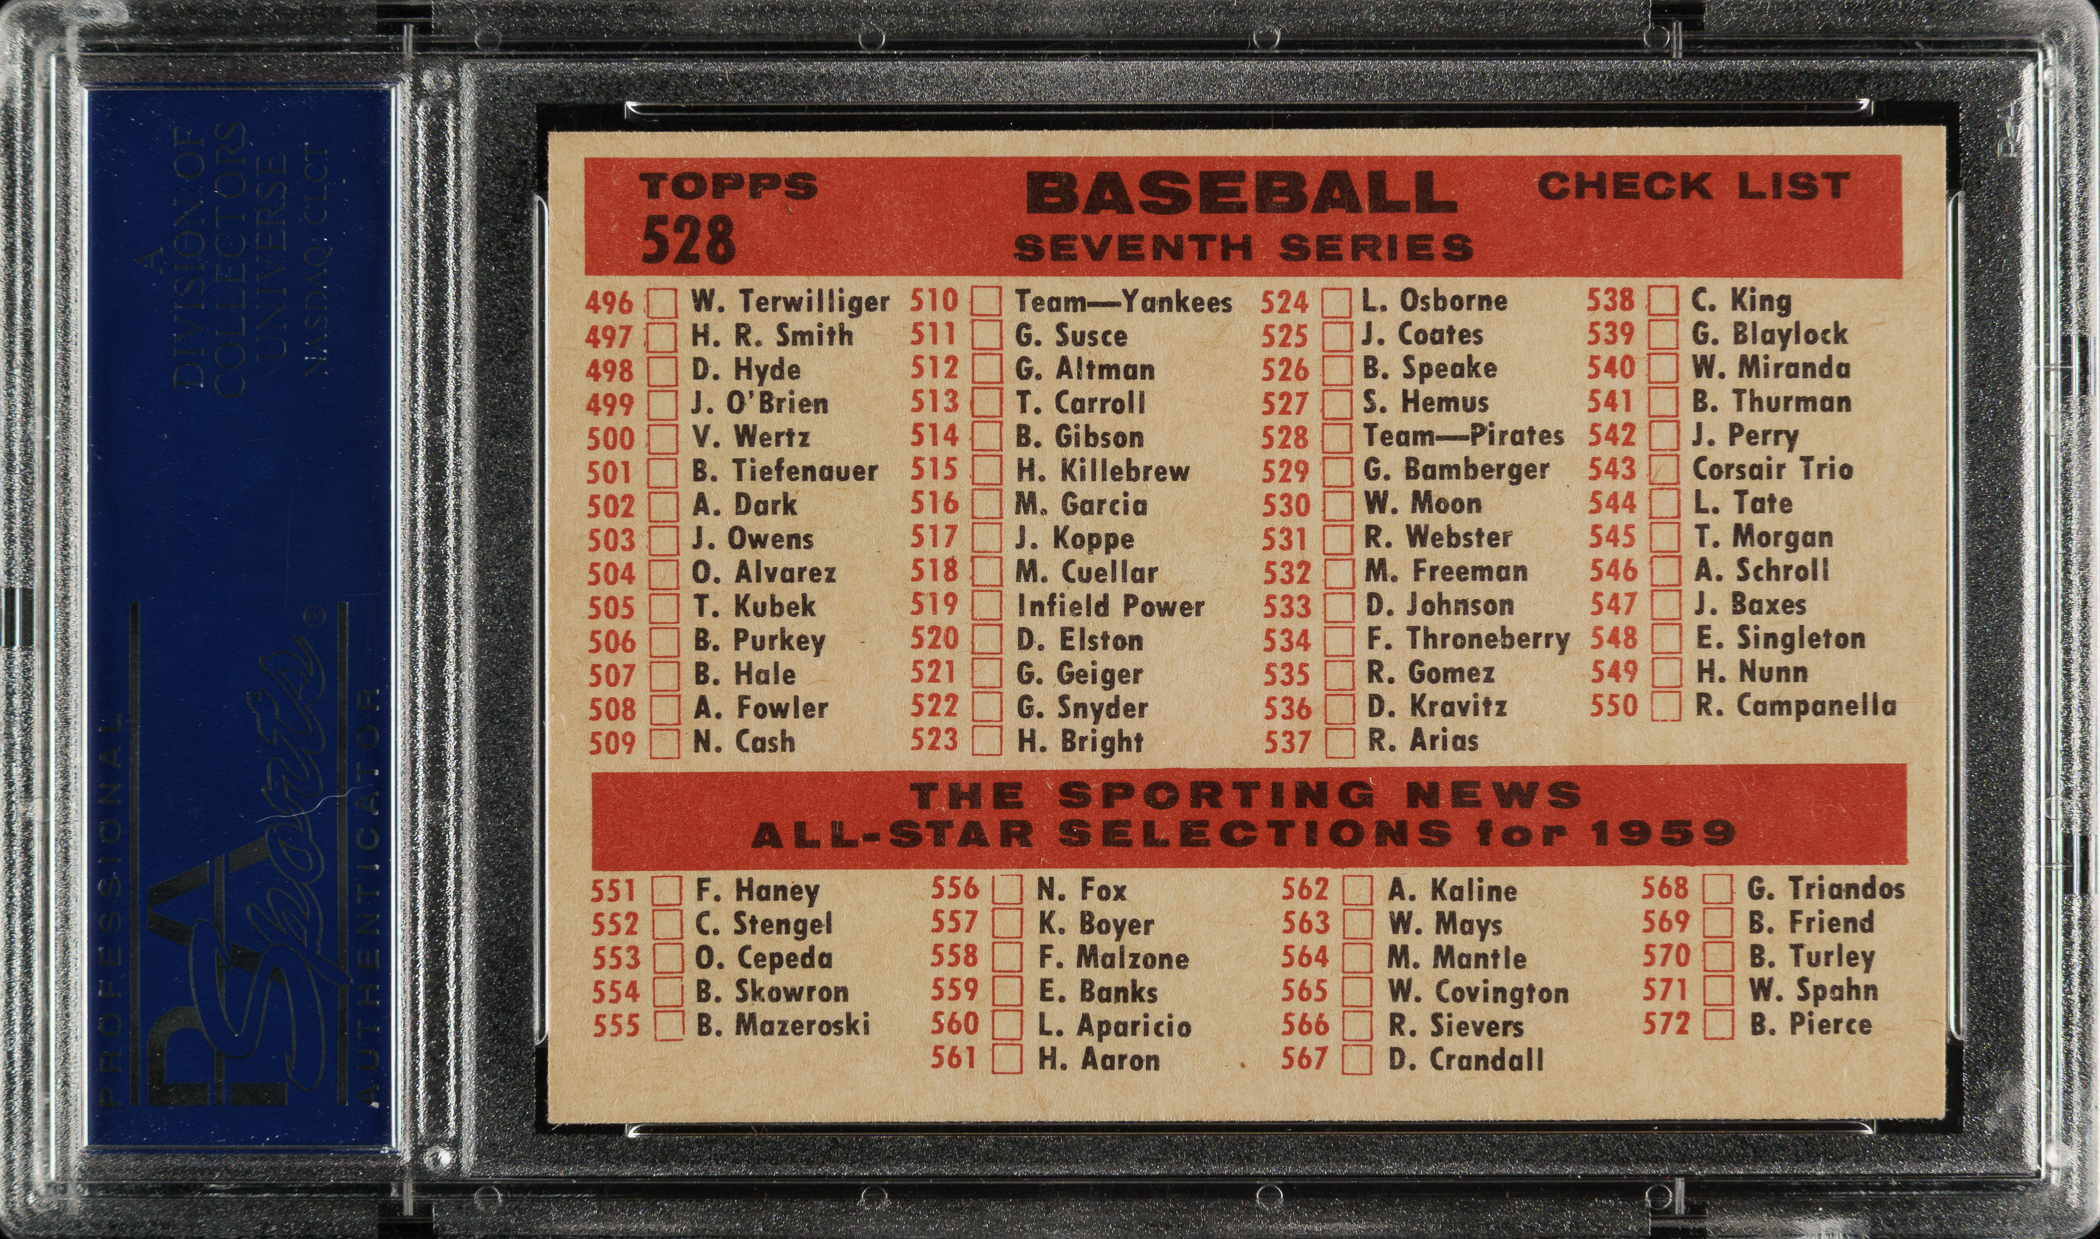 A
DIVISION OF
COLLECTORS
UNIVERSE
NASDAQ: CLCT
PROFESSIONAL
PSA
Sports®
AUTHENTICATOR
TOPPS BASEBALL CHECK LIST
528 SEVENTH SERIES
496 W. Terwilliger 510 Team—Yankees 524 L. Osborne 538 C. King
497 H. R. Smith 511 G. Susce 525 J. Coates 539 G. Blaylock
498 D. Hyde 512 G. Altman 526 B. Speake 540 W. Miranda
499 J. O'Brien 513 T. Carroll 527 S. Hemus 541 B. Thurman
500 V. Wertz 514 B. Gibson 528 Team—Pirates 542 J. Perry
501 B. Tiefenauer 515 H. Killebrew 529 G. Bamberger 543 Corsair Trio
502 A. Dark 516 M. Garcia 530 W. Moon 544 L. Tate
503 J. Owens 517 J. Koppe 531 R. Webster 545 T. Morgan
504 O. Alvarez 518 M. Cuellar 532 M. Freeman 546 A. Schroll
505 T. Kubek 519 Infield Power 533 D. Johnson 547 J. Baxes
506 B. Purkey 520 D. Elston 534 F. Throneberry 548 E. Singleton
507 B. Hale 521 G. Geiger 535 R. Gomez 549 H. Nunn
508 A. Fowler 522 G. Snyder 536 D. Kravitz 550 R. Campanella
509 N. Cash 523 H. Bright 537 R. Arias
THE SPORTING NEWS
ALL-STAR SELECTIONS for 1959
551 F. Haney 556 N. Fox 562 A. Kaline 568 G. Triandos
552 C. Stengel 557 K. Boyer 563 W. Mays 569 B. Friend
553 O. Cepeda 558 F. Malzone 564 M. Mantle 570 B. Turley
554 B. Skowron 559 E. Banks 565 W. Covington 571 W. Spahn
555 B. Mazeroski 560 L. Aparicio 566 R. Sievers 572 B. Pierce
561 H. Aaron 567 D. Crandall